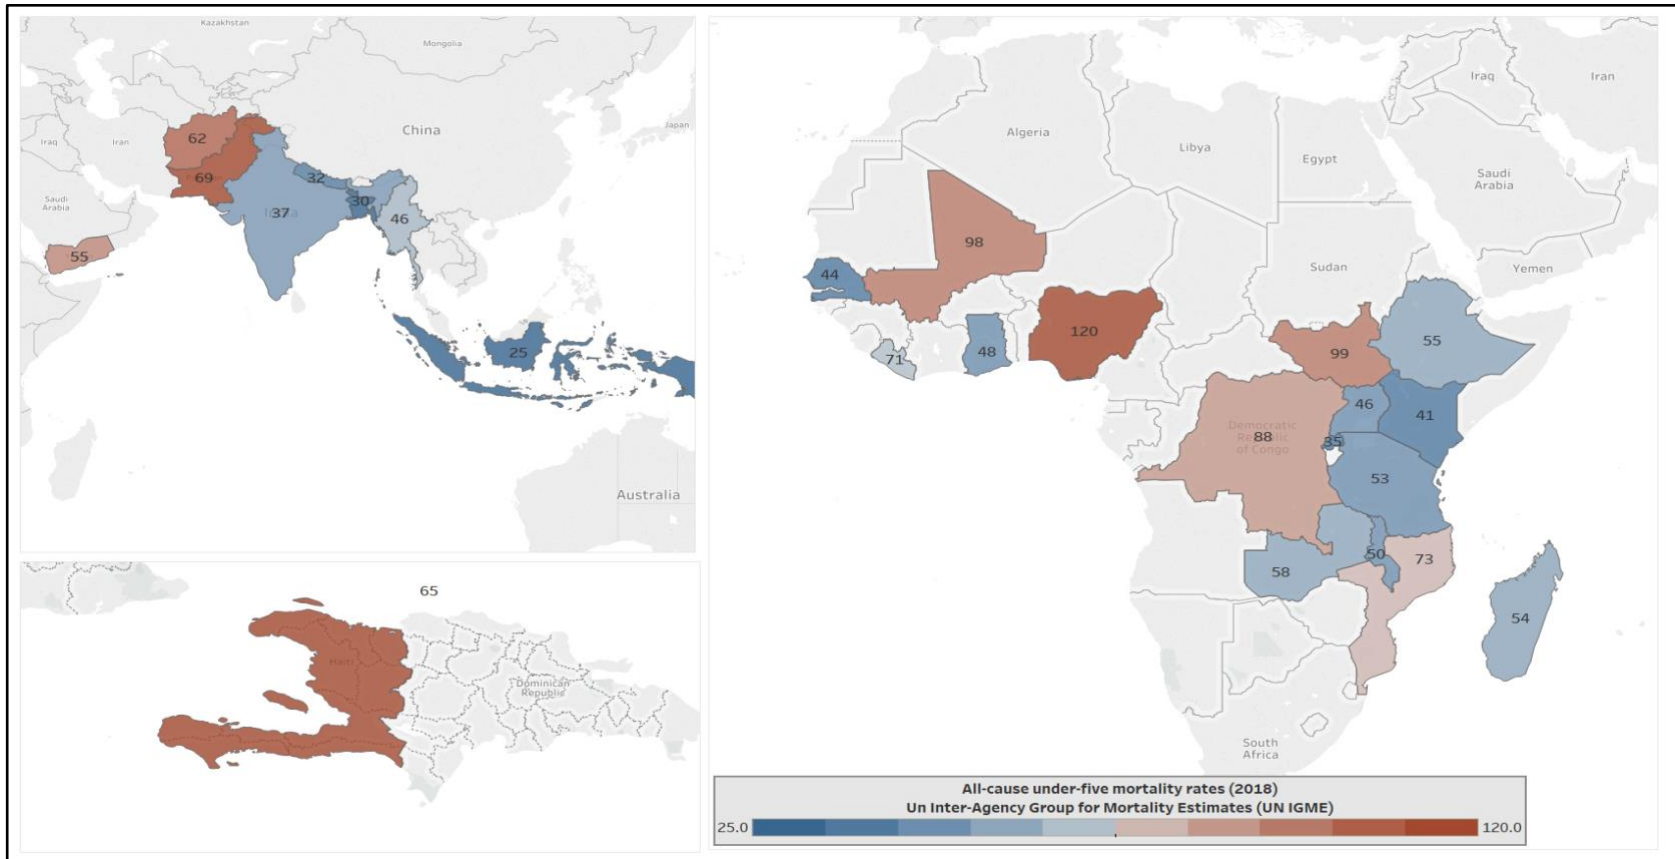 Kazakhstan
Mongolia
China
Japan
Iraq
Iran
Saudi
Arabia
62
69
37
32
30
46
55
25
Australia
65
Haiti
Dominican
Republic
Algeria
Libya
Egypt
Iraq
Iran
Saudi
Arabia
Sudan
Yemen
98
44
71
48
120
99
55
46
41
35
Democratic
Republic
of Congo
88
53
50
58
73
54
South
Africa
All-cause under-five mortality rates (2018)
Un Inter-Agency Group for Mortality Estimates (UN IGME)
25.0
120.0